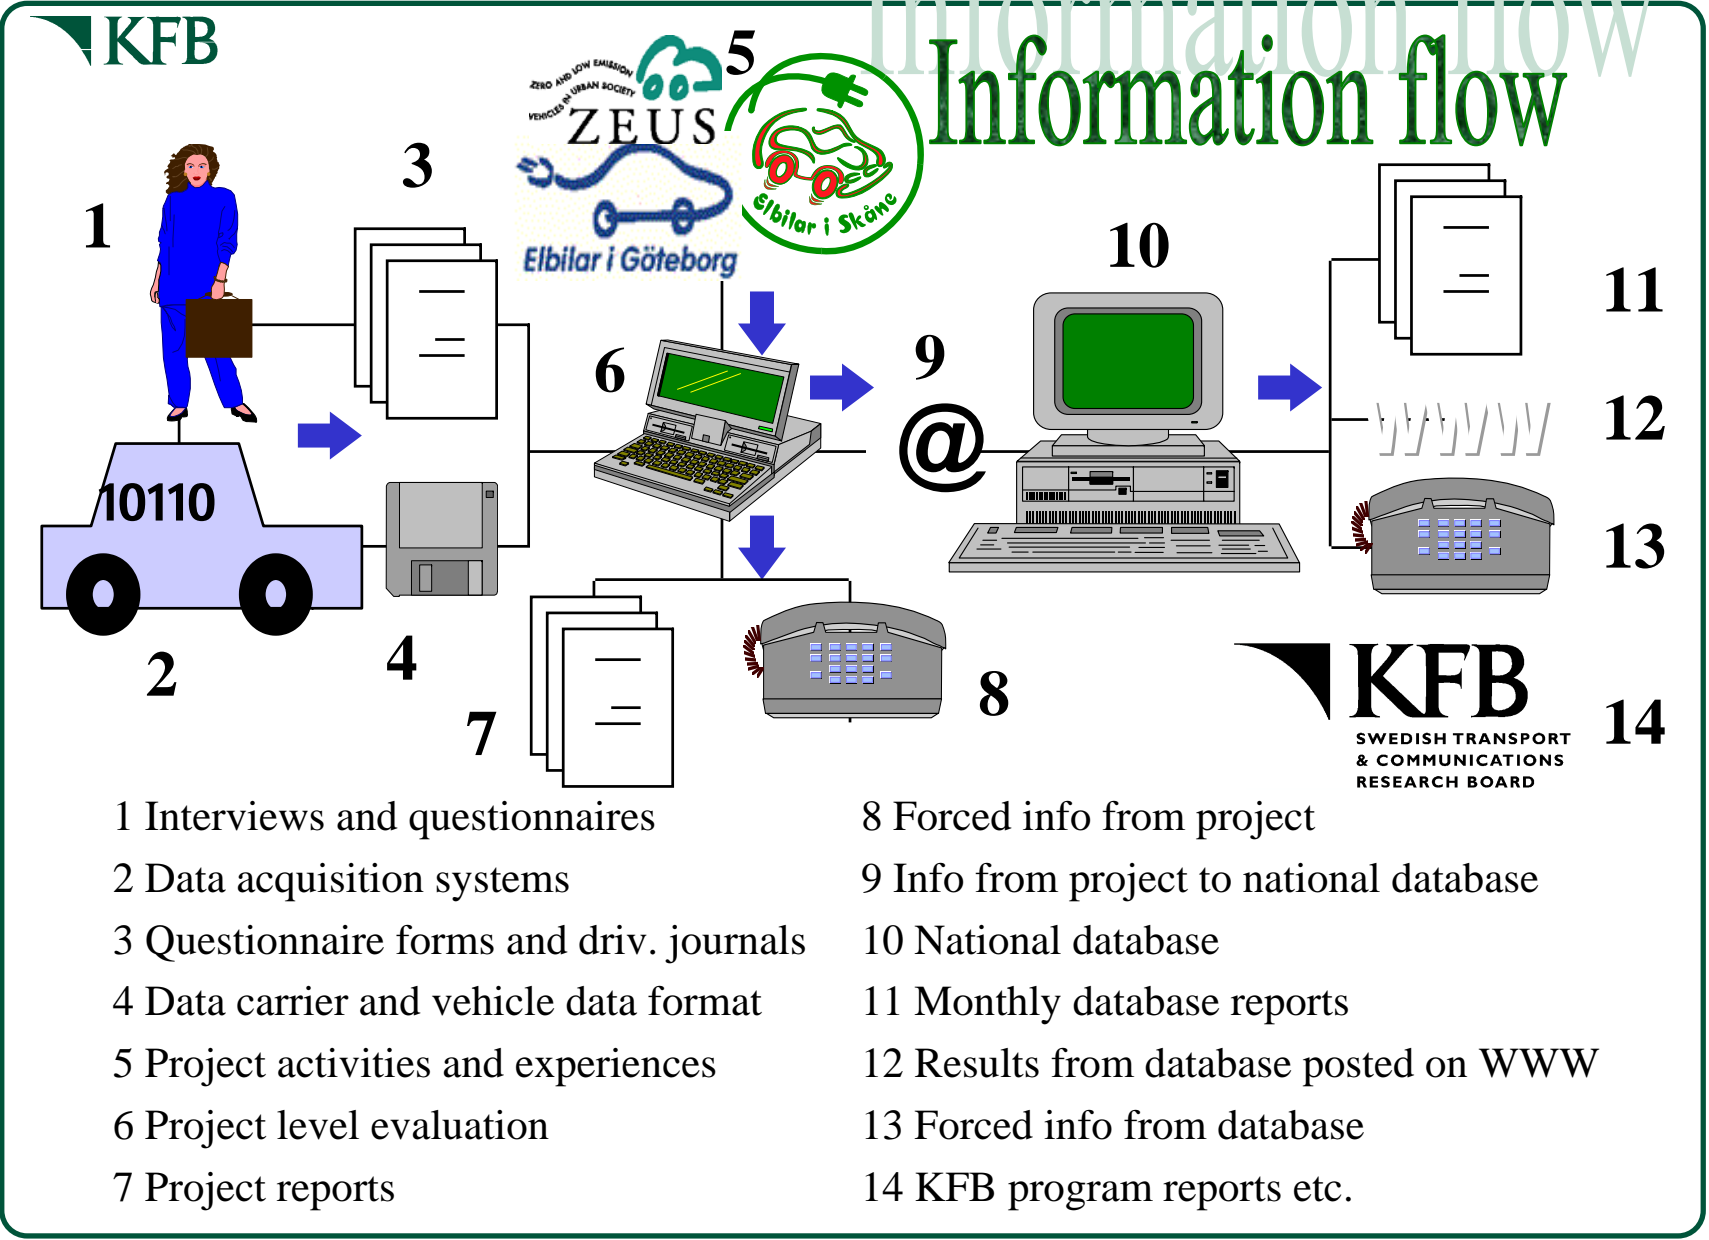 Information flow
KFB
Information flow
5
ZERO AND LOW EMISSION
VEHICLES IN URBAN SOCIETY
ZEUS
Elbilar i Göteborg
Elbilar i Skåne
3
1
10
11
6
9
@
12
WWW
10110
13
2
4
7
8
KFB
SWEDISH TRANSPORT
& COMMUNICATIONS
RESEARCH BOARD
14
1 Interviews and questionnaires
2 Data acquisition systems
3 Questionnaire forms and driv. journals
4 Data carrier and vehicle data format
5 Project activities and experiences
6 Project level evaluation
7 Project reports
8 Forced info from project
9 Info from project to national database
10 National database
11 Monthly database reports
12 Results from database posted on WWW
13 Forced info from database
14 KFB program reports etc.